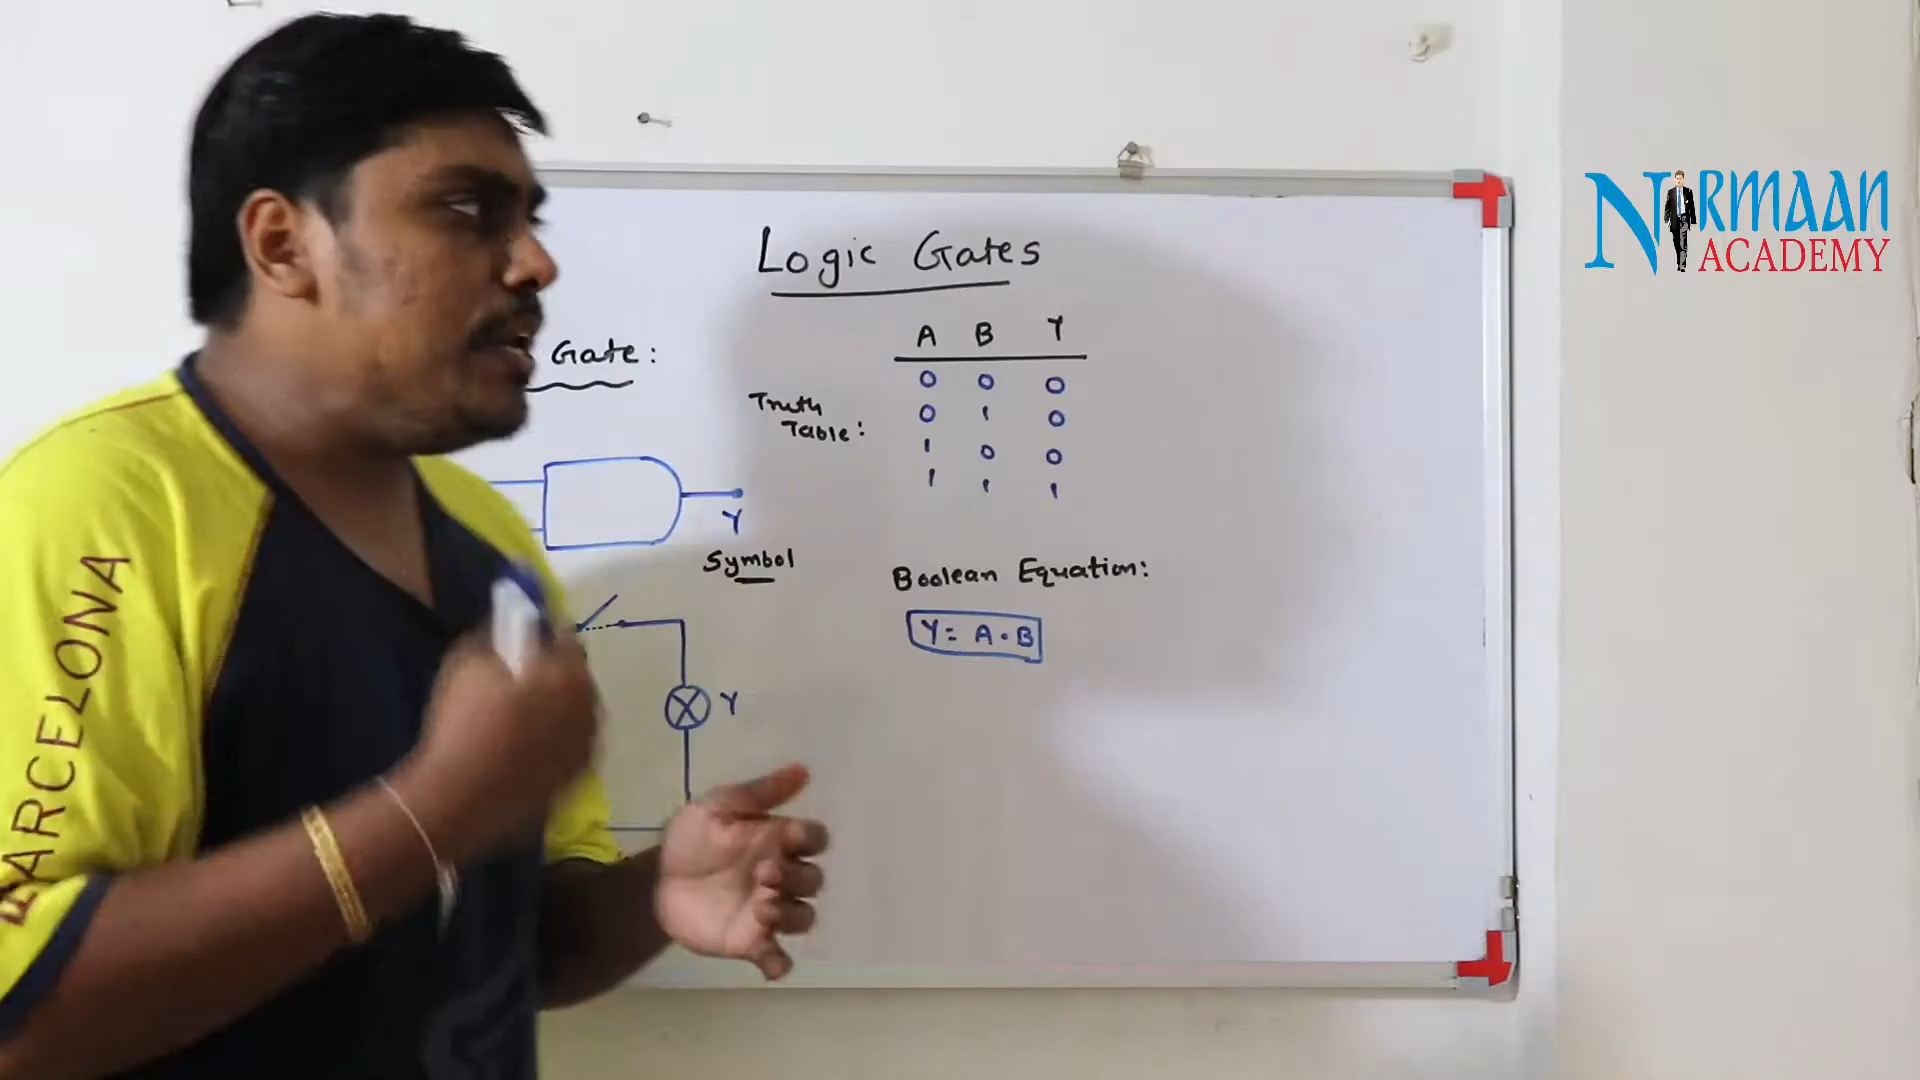 Logic Gates
Gate:
A B Y
0 0 0
0 1 0
1 0 0
1 1 1
Truth
Table:
Y
Symbol
Boolean Equation:
Y = A . B
Y
BARCELONA
NIRMAAN
ACADEMY